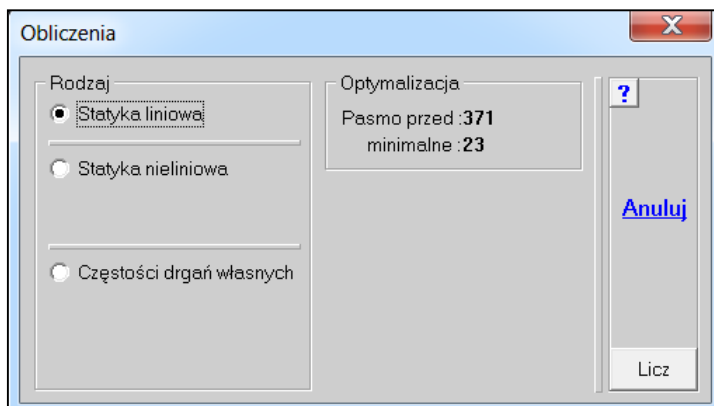 Obliczenia
X
Rodzaj
Statyka liniowa
Statyka nieliniowa
Częstości drgań własnych
Optymalizacja
Pasmo przed :371
minimalne :23
?
Anuluj
Licz